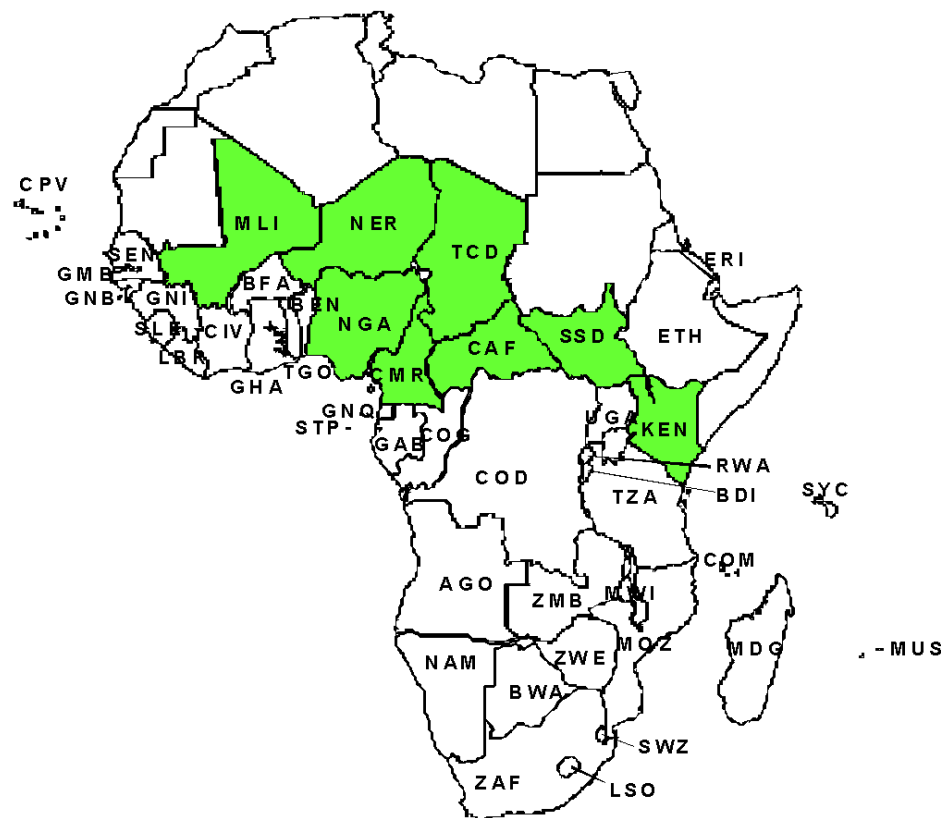 CPV
MLI
NER
TCD
SEN
ERI
GMB
BFA
BEN
GNB
GNI
NGA
SLE
CIV
CAF
SSD
ETH
LBR
TGO
GHA
CMR
GNQ
UGA
KEN
STP-
GAB
COG
RWA
COD
TZA
BDI
SYC
COM
AGO
ZMB
MWI
MOZ
MDG
-MUS
NAM
ZWE
BWA
SWZ
ZAF
LSO